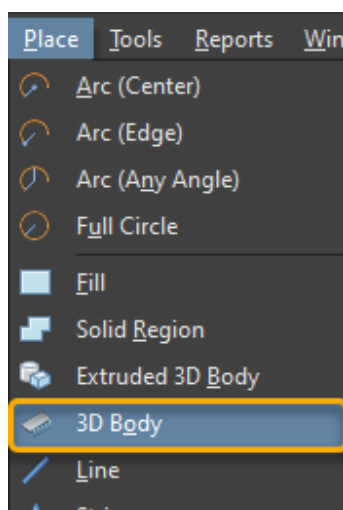 Place Tools Reports Win
Arc (Center)
Arc (Edge)
Arc (Any Angle)
Full Circle
Fill
Solid Region
Extruded 3D Body
3D Body
Line